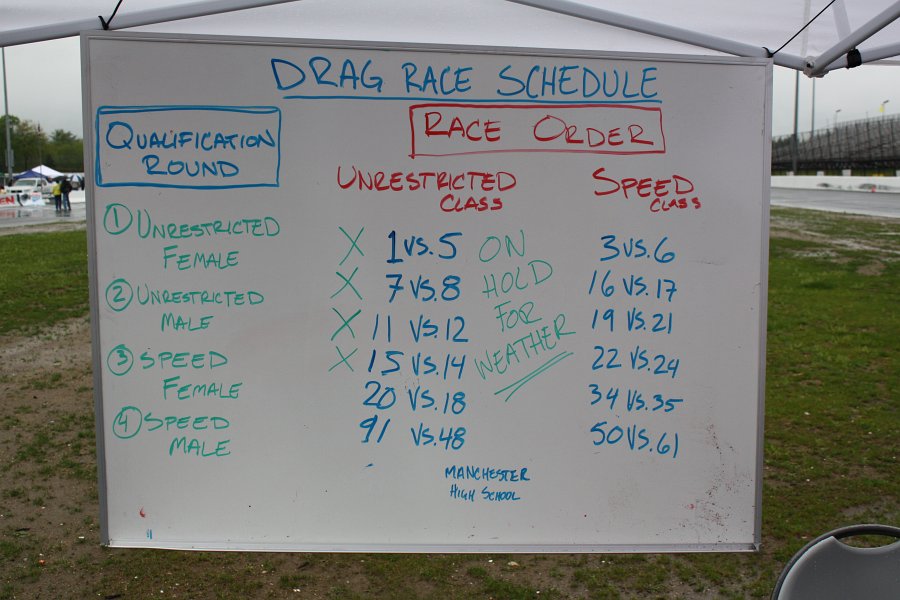 DRAG RACE SCHEDULE
QUALIFICATION
ROUND
① UNRESTRICTED
FEMALE
② UNRESTRICTED
MALE
③ SPEED
FEMALE
④ SPEED
MALE
RACE ORDER
UNRESTRICTED
CLASS
X 1 VS. 5
X 7 VS. 8
X 11 VS. 12
X 15 VS. 14
20 VS. 18
91 VS. 48
ON
HOLD
FOR
WEATHER
MANCHESTER
HIGH SCHOOL
SPEED
CLASS
3 VS. 6
16 VS. 17
19 VS. 21
22 VS. 24
34 VS. 35
50 VS. 61